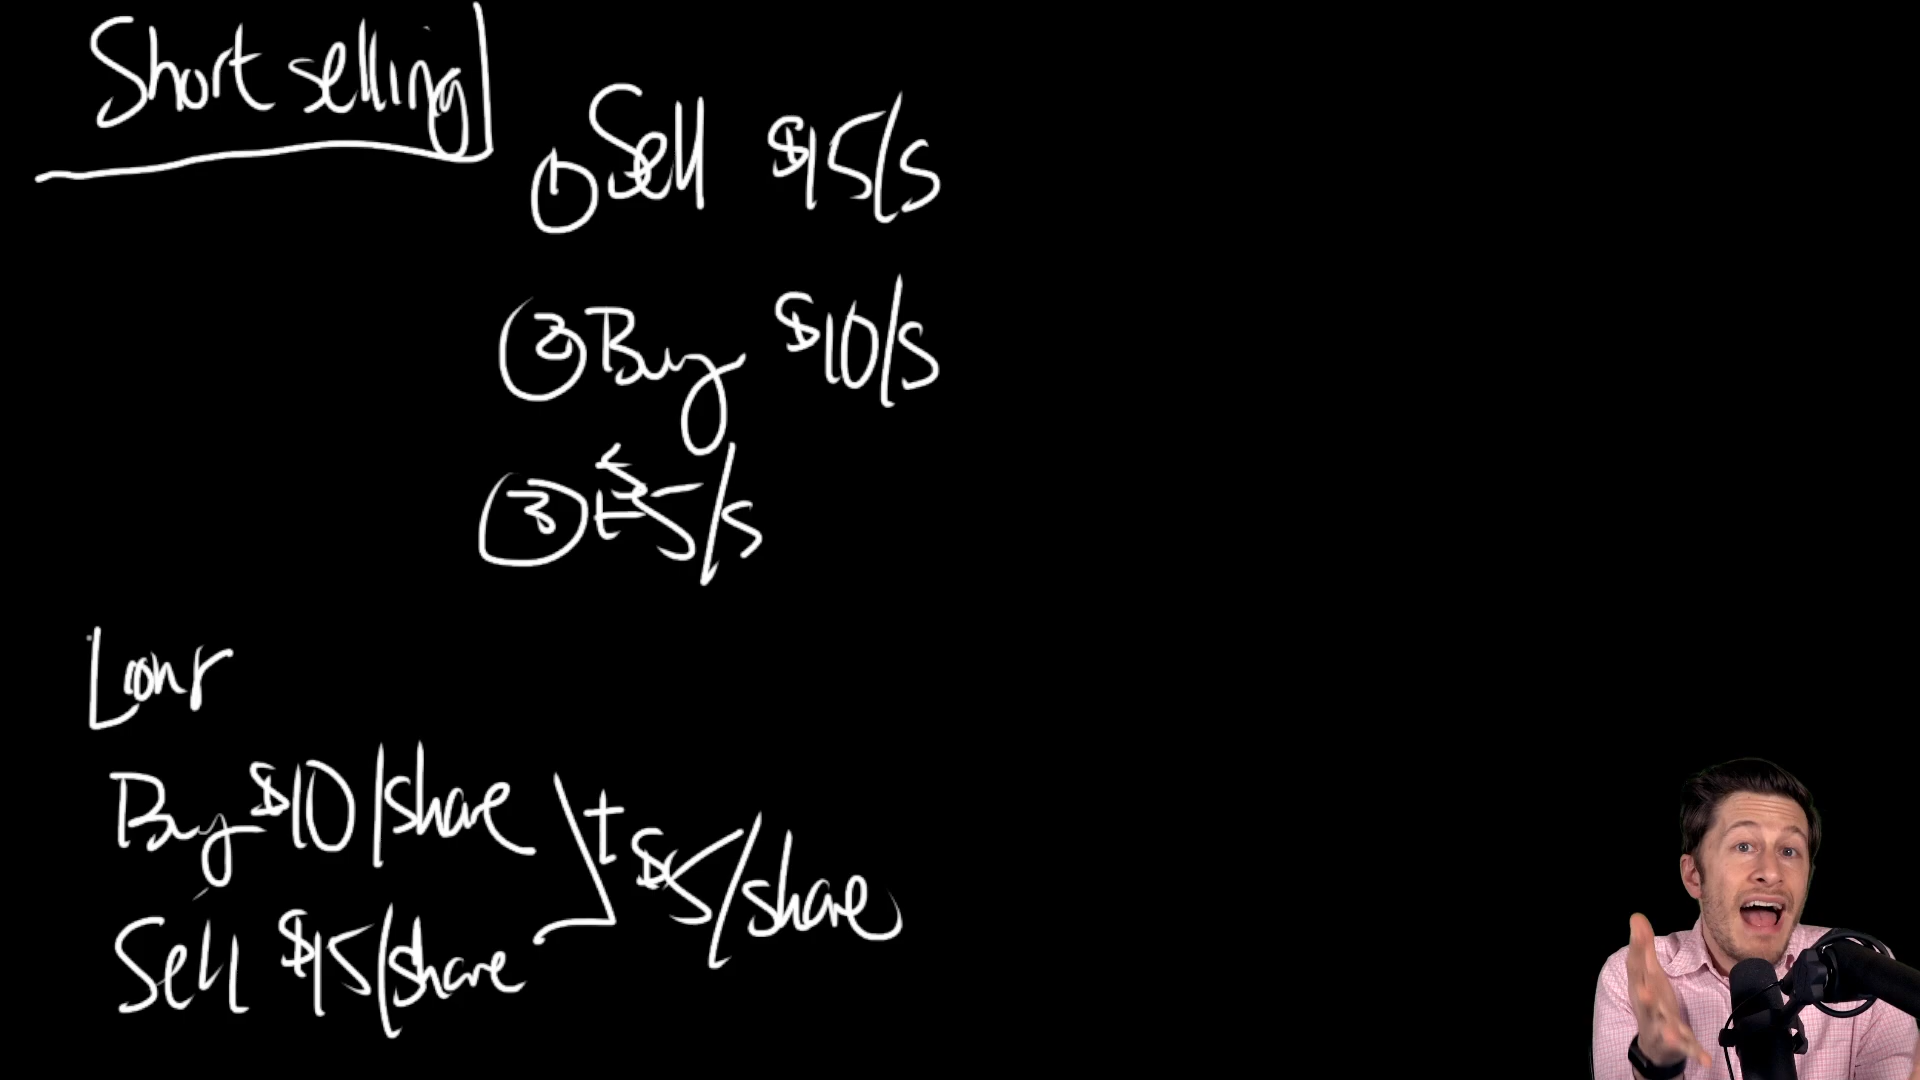 Short selling
① Sell $15/s
② Buy $10/s
③ +$5/s
Long
Buy $10/share
+$5/share
Sell $15/share